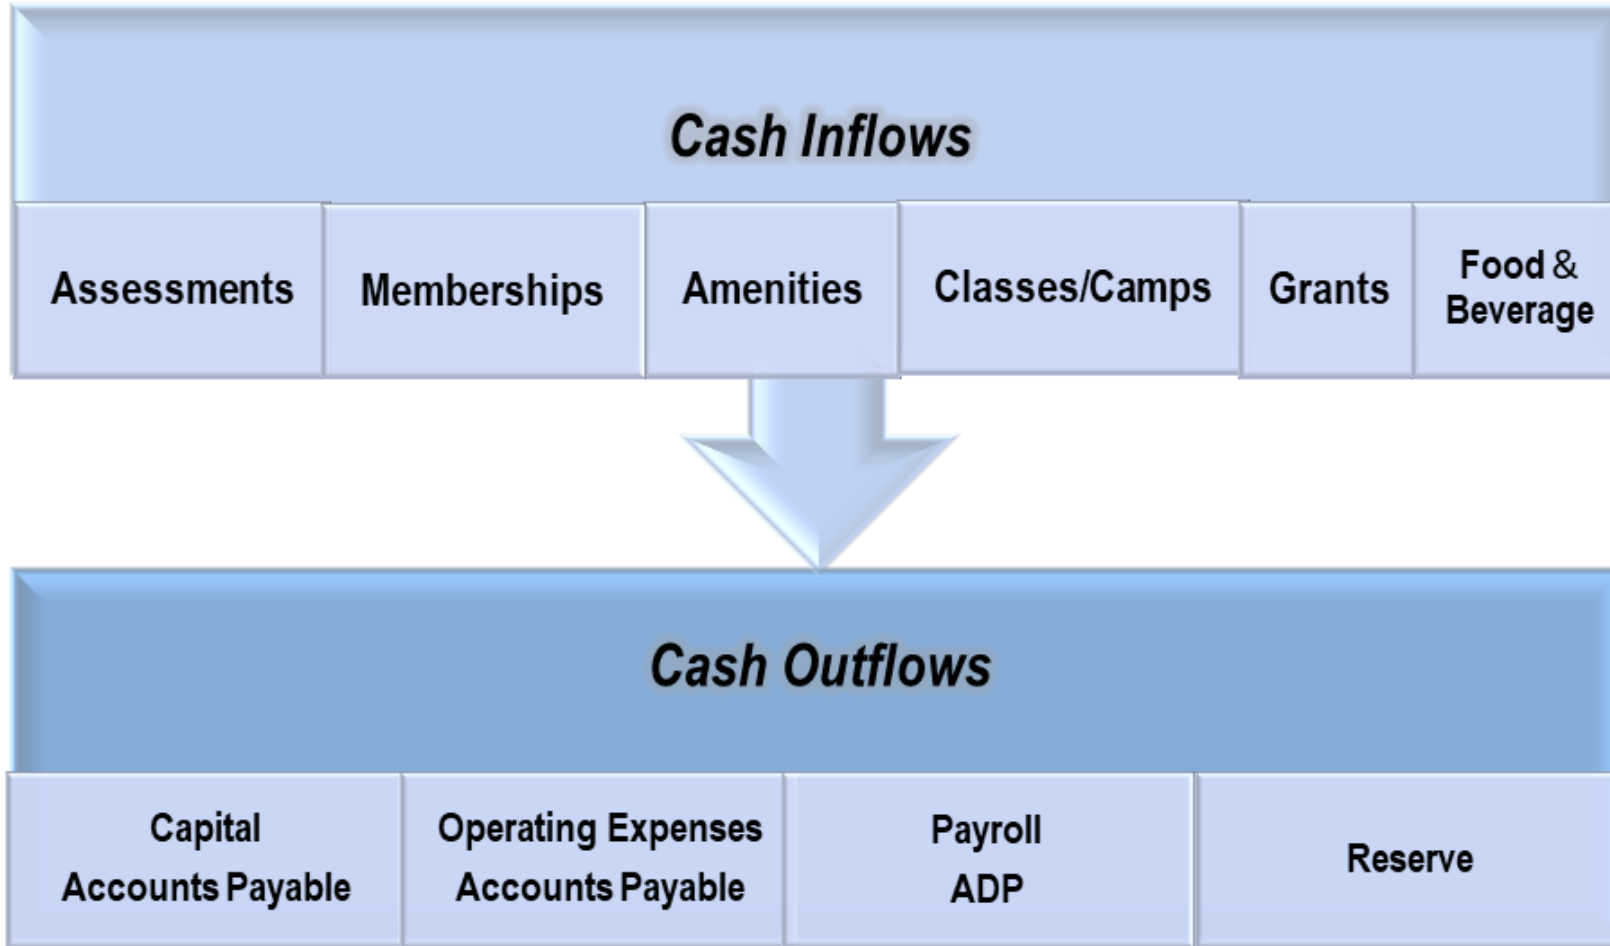 Cash Inflows
Assessments
Memberships
Amenities
Classes/Camps
Grants
Food &
Beverage
Cash Outflows
Capital
Accounts Payable
Operating Expenses
Accounts Payable
Payroll
ADP
Reserve